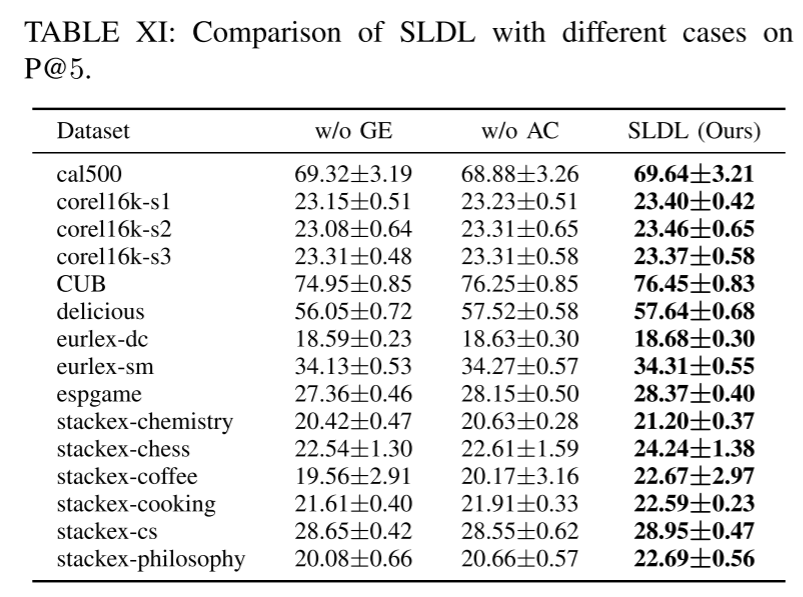 TABLE XI: Comparison of SLDL with different cases on
P@5.
Dataset w/o GE w/o AC SLDL (Ours)
cal500 69.32±3.19 68.88±3.26 69.64±3.21
corel16k-s1 23.15±0.51 23.23±0.51 23.40±0.42
corel16k-s2 23.08±0.64 23.31±0.65 23.46±0.65
corel16k-s3 23.31±0.48 23.31±0.58 23.37±0.58
CUB 74.95±0.85 76.25±0.85 76.45±0.83
delicious 56.05±0.72 57.52±0.58 57.64±0.68
eurlex-dc 18.59±0.23 18.63±0.30 18.68±0.30
eurlex-sm 34.13±0.53 34.27±0.57 34.31±0.55
espgame 27.36±0.46 28.15±0.50 28.37±0.40
stackex-chemistry 20.42±0.47 20.63±0.28 21.20±0.37
stackex-chess 22.54±1.30 22.61±1.59 24.24±1.38
stackex-coffee 19.56±2.91 20.17±3.16 22.67±2.97
stackex-cooking 21.61±0.40 21.91±0.33 22.59±0.23
stackex-cs 28.65±0.42 28.55±0.62 28.95±0.47
stackex-philosophy 20.08±0.66 20.66±0.57 22.69±0.56